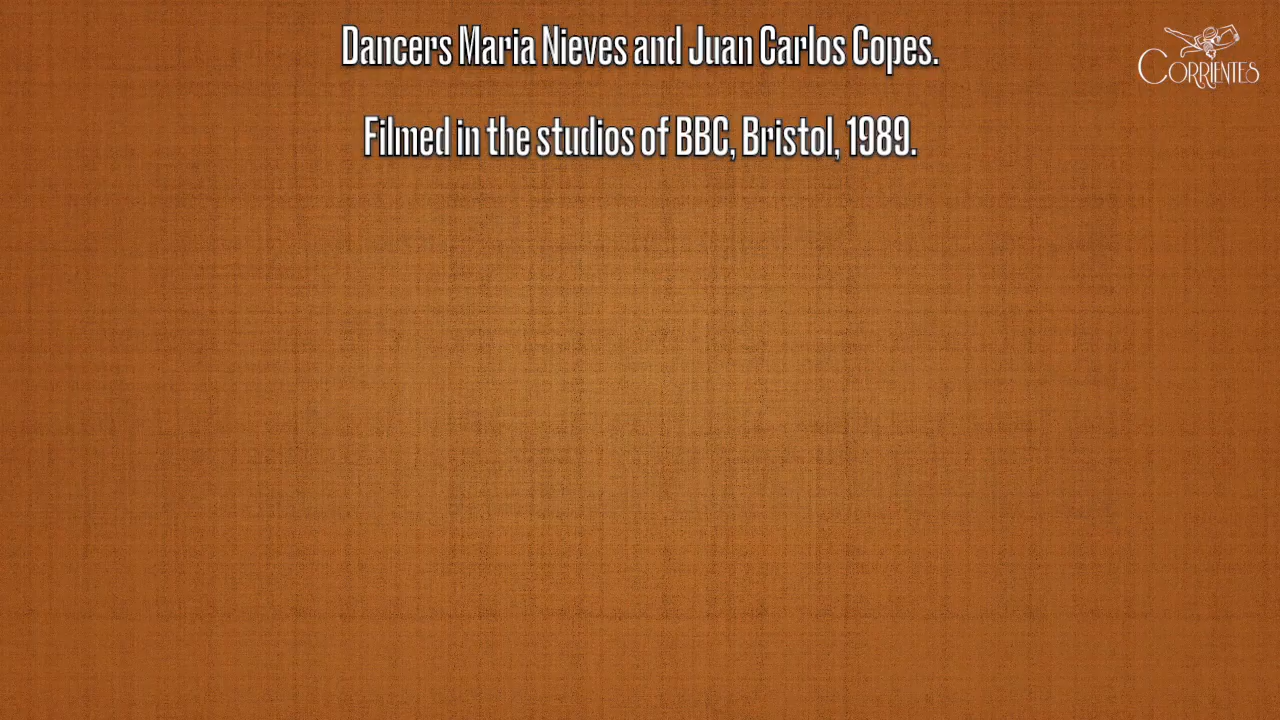 Dancers Maria Nieves and Juan Carlos Copes.
CORRIENTES
Filmed in the studios of BBC, Bristol, 1989.